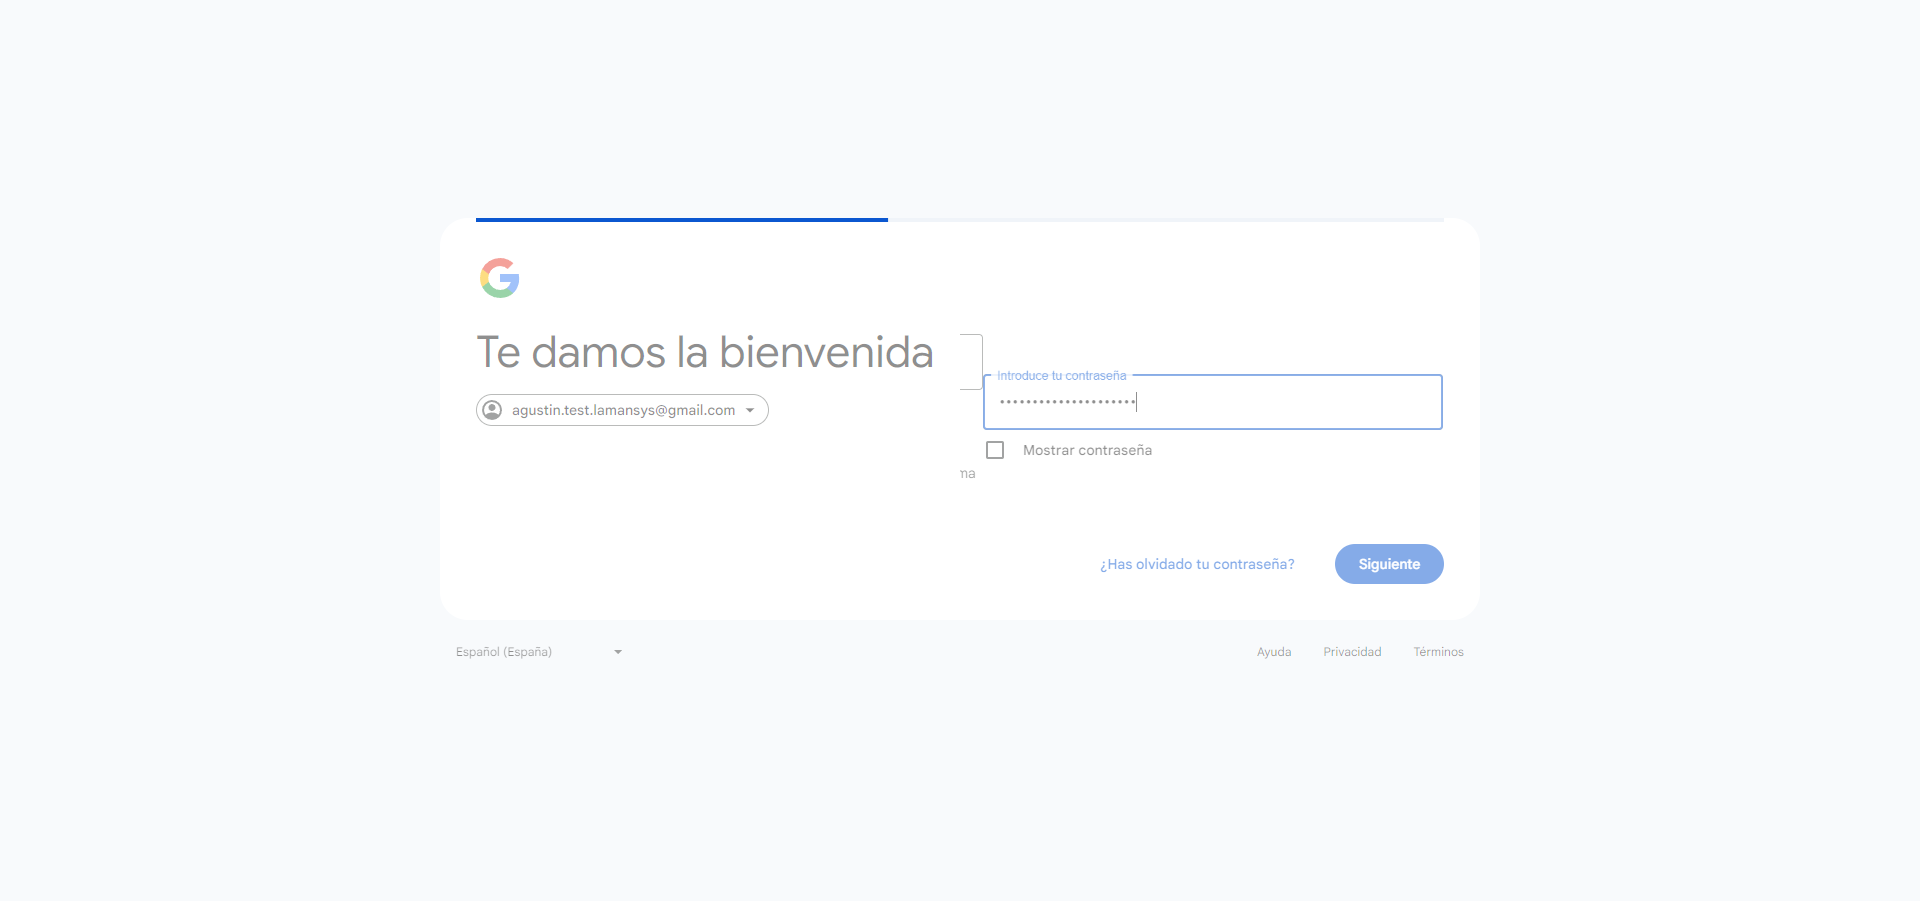 Te damos la bienvenida
agustin.test.lamansys@gmail.com
Introduce tu contraseña
••••••••••••••••••••
Mostrar contraseña
ma
¿Has olvidado tu contraseña?
Siguiente
Español (España)
Ayuda
Privacidad
Términos